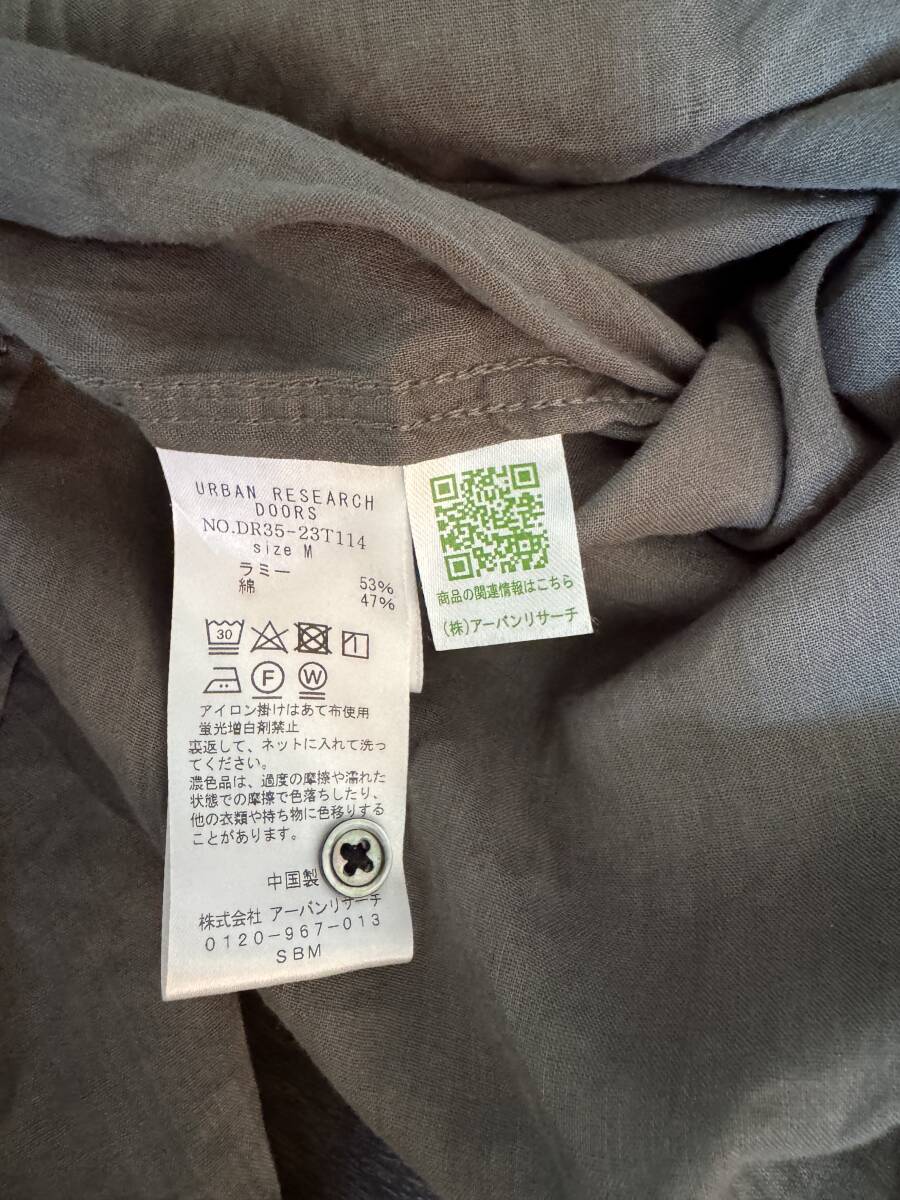 URBAN RESEARCH
DOORS
NO.DR35-23T114
size M
ラミー 53%
綿 47%
30
F W
アイロン掛けはあて布使用
蛍光増白剤禁止
裏返して、ネットに入れて洗っ
てください。
濃色品は、過度の摩擦や濡れた
状態での摩擦で色落ちしたり、
他の衣類や持ち物に色移りする
ことがあります。
中国製
株式会社 アーバンリサーチ
0120-967-013
SBM
商品の関連情報はこちら
(株)アーバンリサーチ